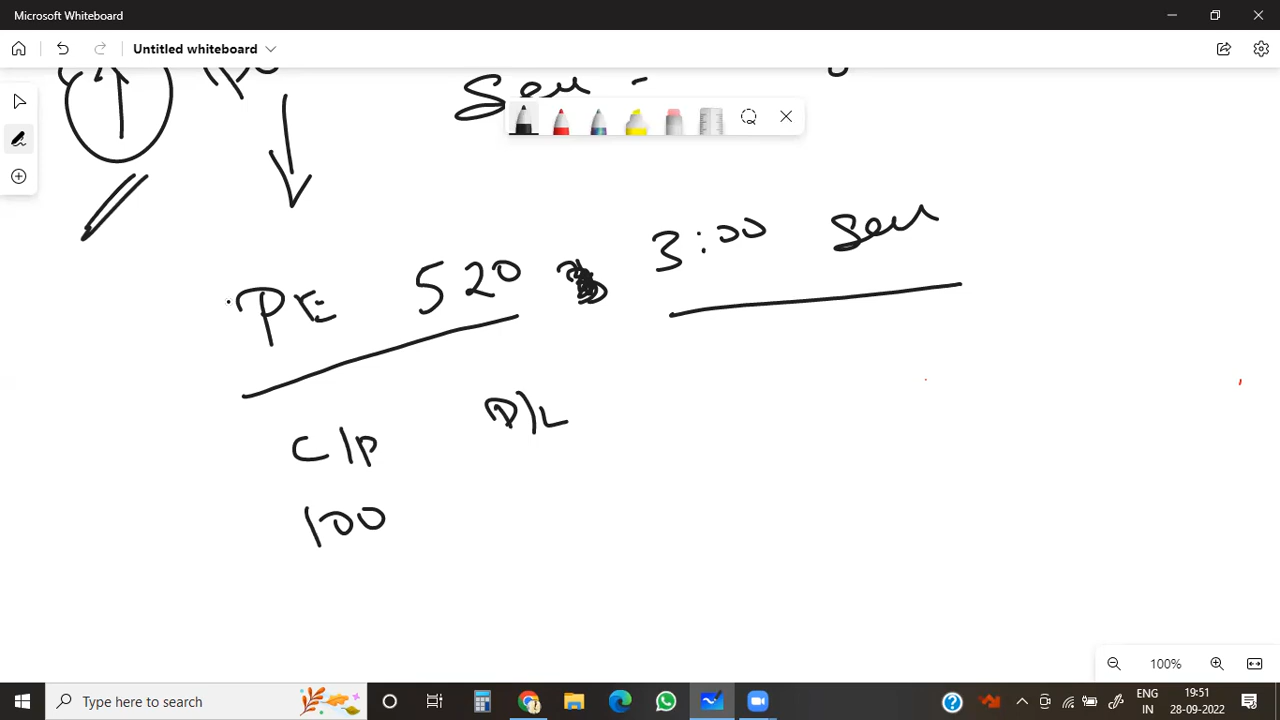 Microsoft Whiteboard
Untitled whiteboard
PE 520 3:00 Sell
C/P P/L
100
100%
Type here to search
ENG
IN
19:51
28-09-2022